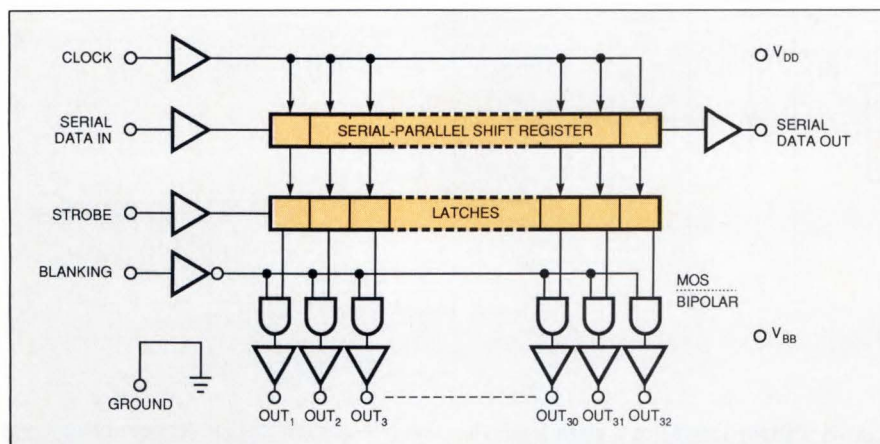 CLOCK
V_DD
SERIAL
DATA IN
SERIAL-PARALLEL SHIFT REGISTER
SERIAL
DATA OUT
STROBE
LATCHES
BLANKING
MOS
BIPOLAR
V_BB
GROUND
OUT₁ OUT₂ OUT₃ OUT₃₀ OUT₃₁ OUT₃₂